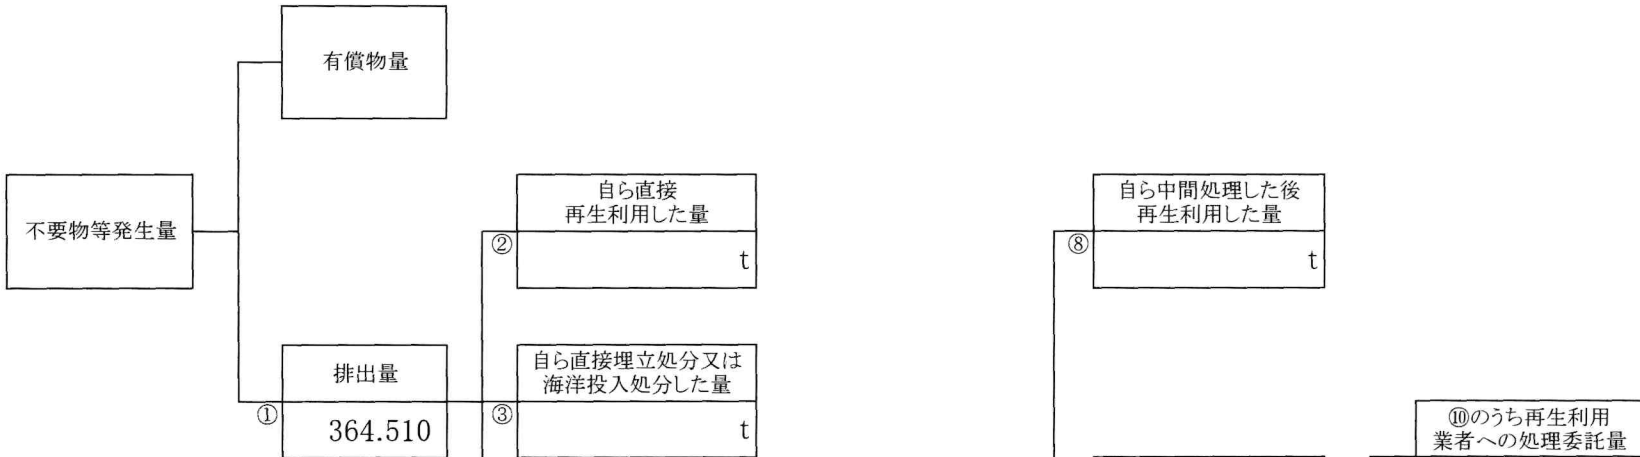 有償物量
不要物等発生量
自ら直接
再生利用した量
②
t
自ら中間処理した後
再生利用した量
⑧
t
排出量
①
364.510
自ら直接埋立処分又は
海洋投入処分した量
③
t
⑩のうち再生利用
業者への処理委託量